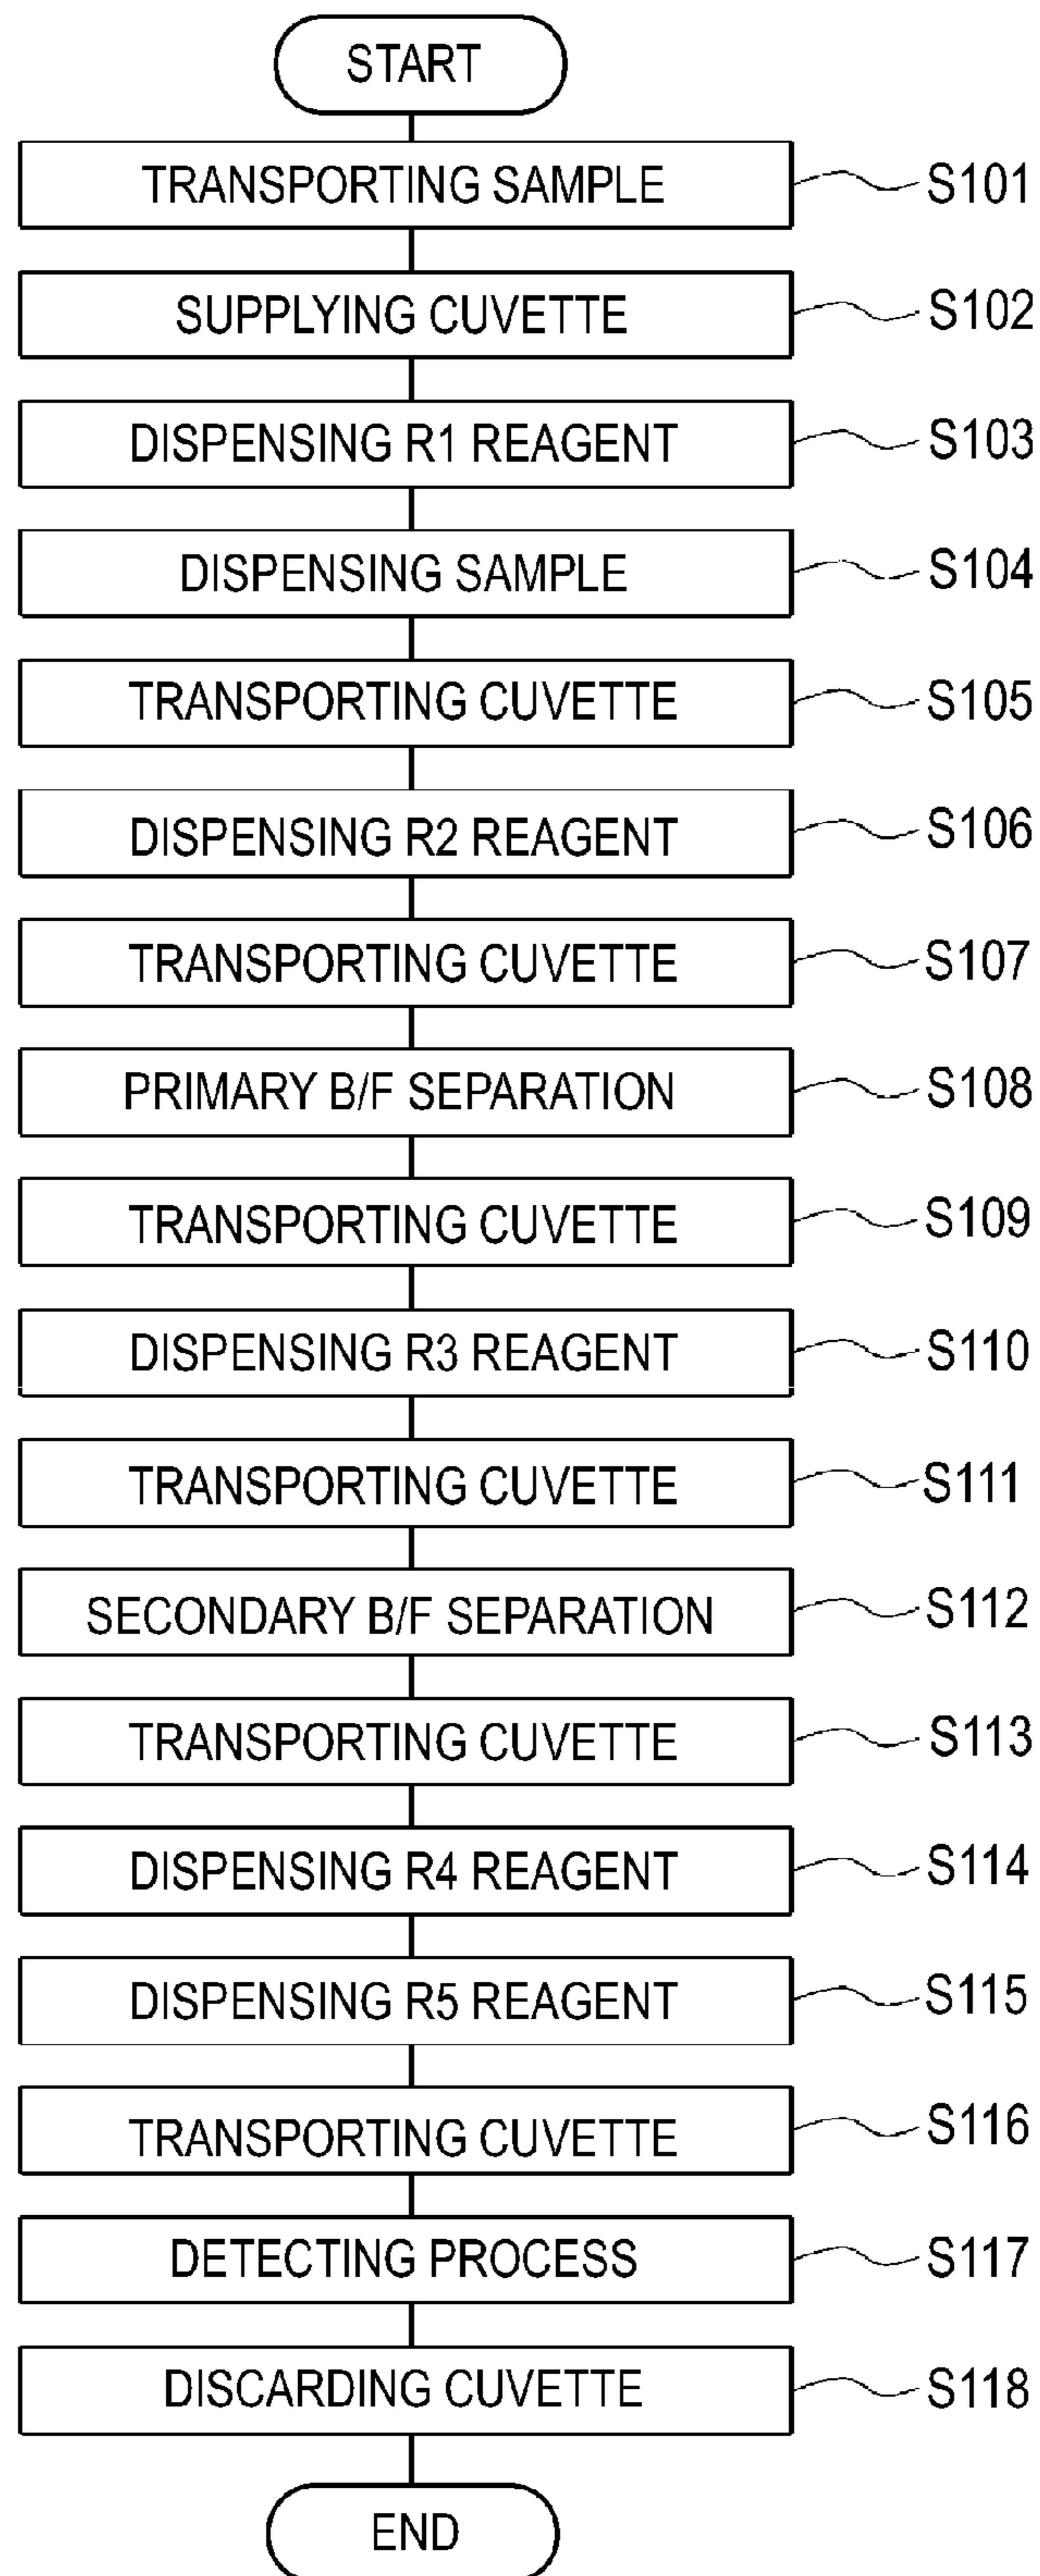 START
TRANSPORTING SAMPLE S101
SUPPLYING CUVETTE S102
DISPENSING R1 REAGENT S103
DISPENSING SAMPLE S104
TRANSPORTING CUVETTE S105
DISPENSING R2 REAGENT S106
TRANSPORTING CUVETTE S107
PRIMARY B/F SEPARATION S108
TRANSPORTING CUVETTE S109
DISPENSING R3 REAGENT S110
TRANSPORTING CUVETTE S111
SECONDARY B/F SEPARATION S112
TRANSPORTING CUVETTE S113
DISPENSING R4 REAGENT S114
DISPENSING R5 REAGENT S115
TRANSPORTING CUVETTE S116
DETECTING PROCESS S117
DISCARDING CUVETTE S118
END